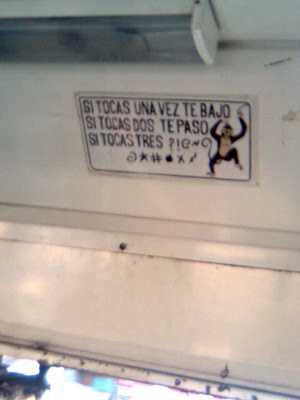 SI TOCAS UNA VEZ TE BAJO
SI TOCAS DOS TE PASO
SI TOCAS TRES ?!@~
*#